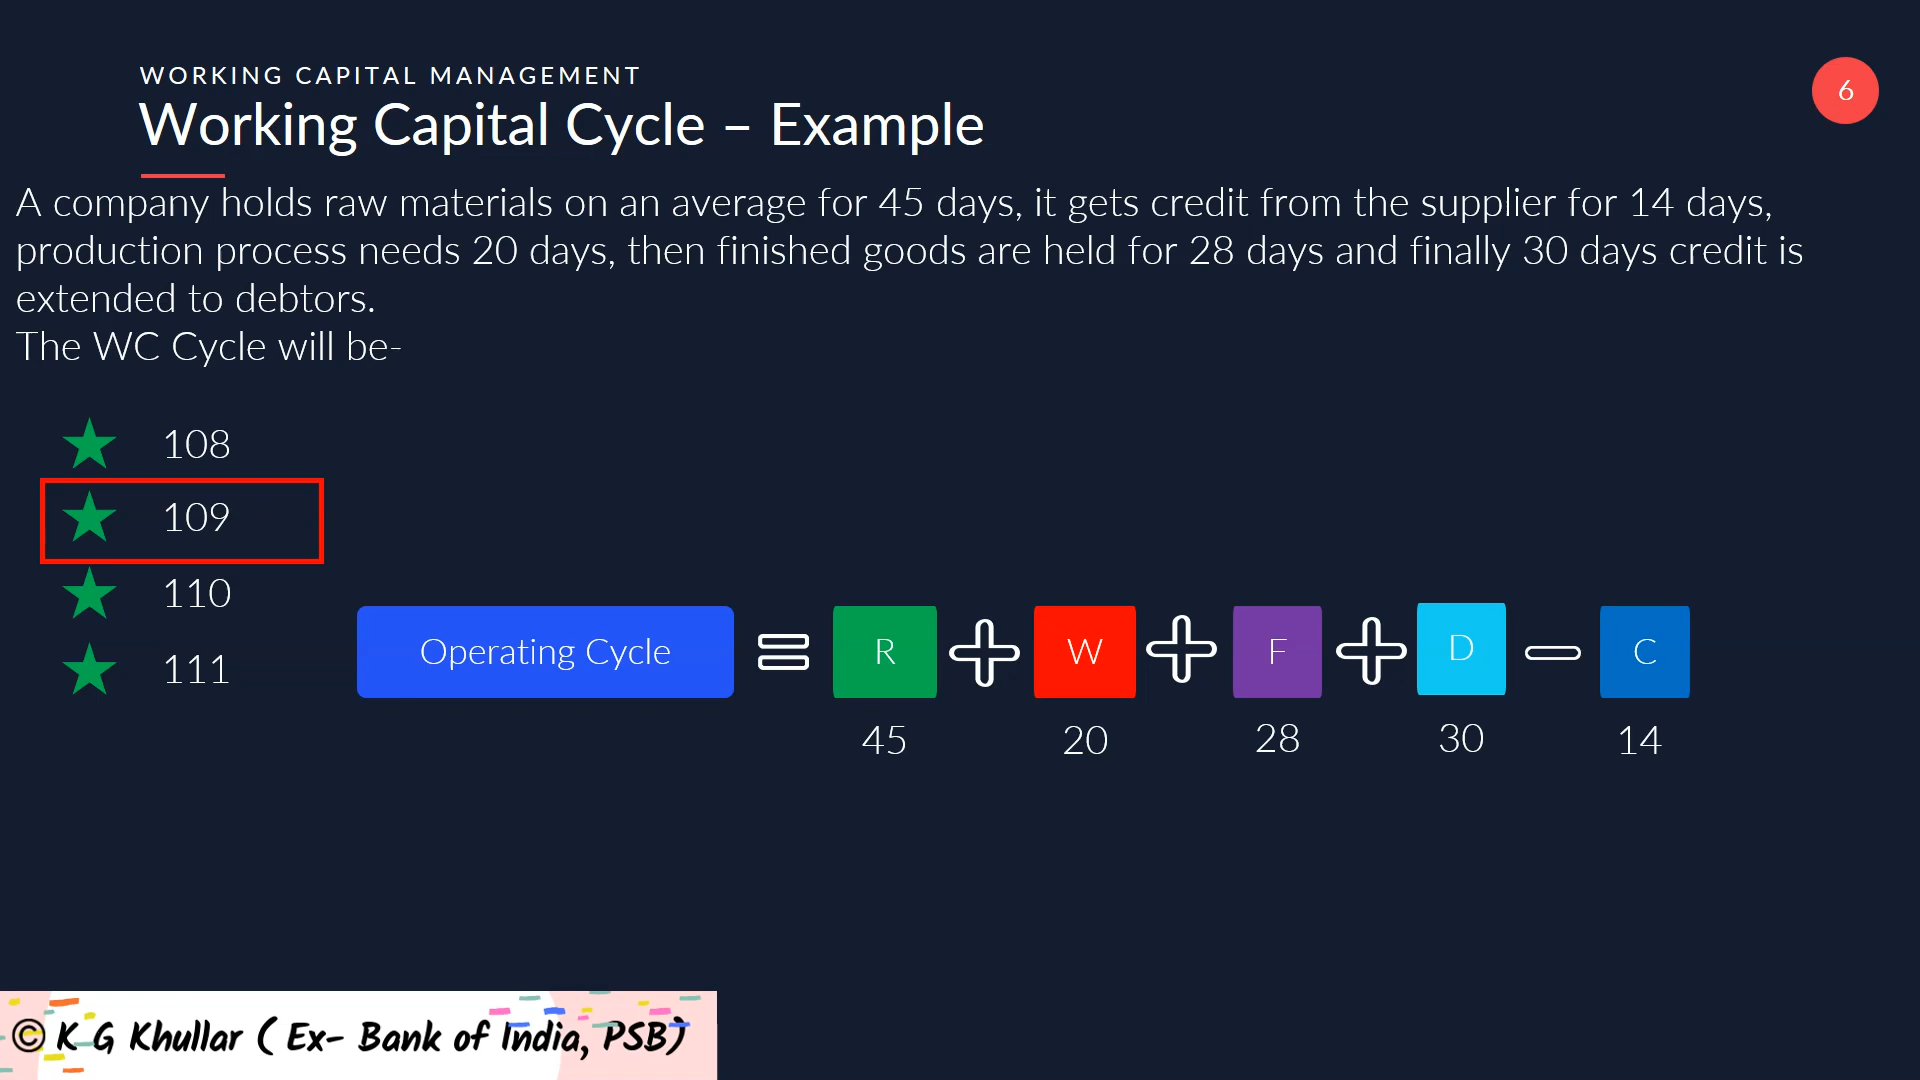 WORKING CAPITAL MANAGEMENT
Working Capital Cycle – Example
6
A company holds raw materials on an average for 45 days, it gets credit from the supplier for 14 days,
production process needs 20 days, then finished goods are held for 28 days and finally 30 days credit is
extended to debtors.
The WC Cycle will be-
108
109
110
111
Operating Cycle = R + W + F + D – C
45 20 28 30 14
© K G Khullar ( Ex- Bank of India, PSB)